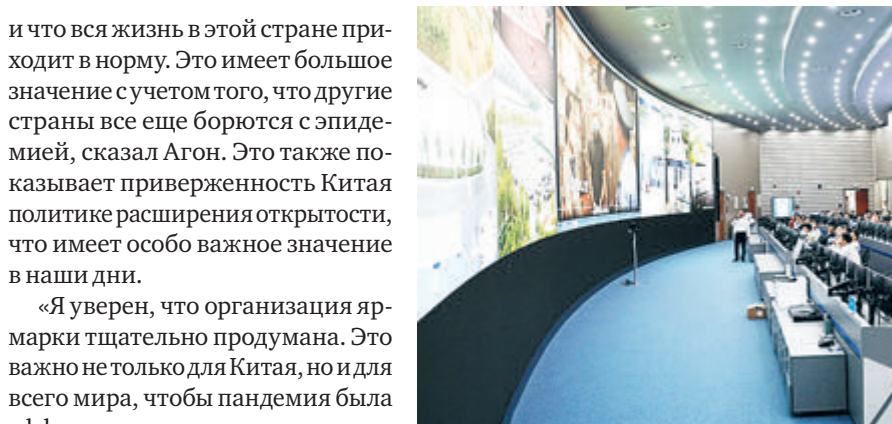 и что вся жизнь в этой стране при-
ходит в норму. Это имеет большое
значение с учетом того, что другие
страны все еще борются с эпиде-
мией, сказал Агон. Это также по-
казывает приверженность Китая
политике расширения открытости,
что имеет особо важное значение
в наши дни.
«Я уверен, что организация яр-
марки тщательно продумана. Это
важно не только для Китая, но и для
всего мира, чтобы пандемия была